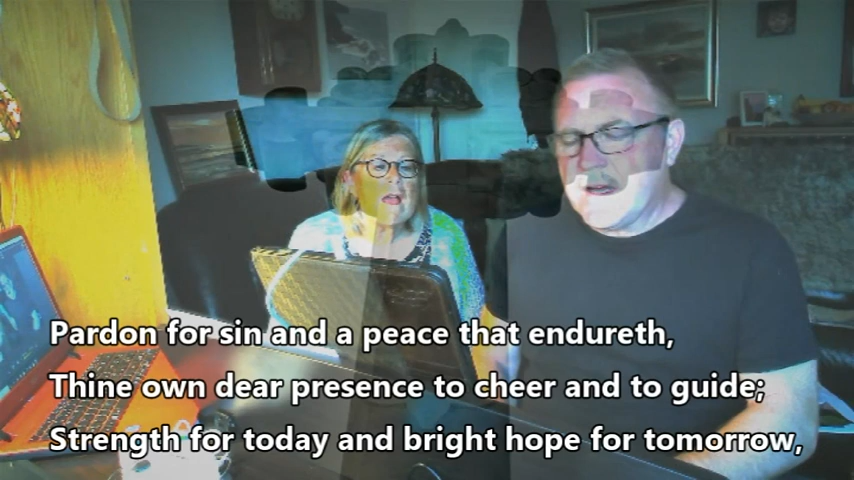 Pardon for sin and a peace that endureth,
Thine own dear presence to cheer and to guide;
Strength for today and bright hope for tomorrow,